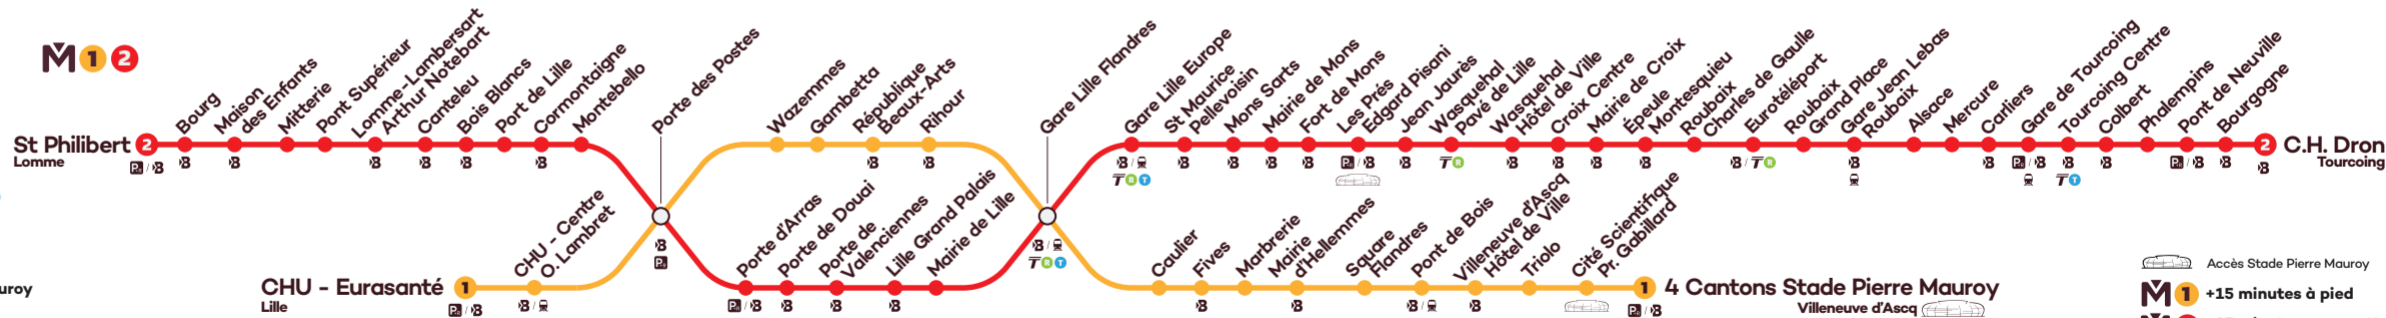 M 1 2
St Philibert
Lomme
2
Bourg
Maison
des Enfants
Mitterie
Pont Supérieur
Lomme-Lambersart
Arthur Notebart
Canteleu
Bois Blancs
Port de Lille
Cormontaigne
Montebello
Porte des Postes
Wazemmes
Gambetta
République
Beaux-Arts
Rihour
Gare Lille Flandres
Gare Lille Europe
St Maurice
Pellevoisin
Mons Sarts
Mairie de Mons
Fort de Mons
Les Prés
Edgard Pisani
Jean Jaurès
Wasquehal
Pavé de Lille
Wasquehal
Hôtel de Ville
Croix Centre
Mairie de Croix
Épeule
Montesquieu
Roubaix
Charles de Gaulle
Eurotéléport
Roubaix
Grand Place
Gare Jean Lebas
Roubaix
Alsace
Mercure
Carliers
Gare de Tourcoing
Tourcoing Centre
Colbert
Phalempins
Pont de Neuville
Bourgogne
2
C.H. Dron
Tourcoing
CHU - Eurasanté
Lille
1
CHU - Centre
O. Lambret
Porte d'Arras
Porte de Douai
Porte de
Valenciennes
Lille Grand Palais
Mairie de Lille
Caulier
Fives
Marbrerie
Mairie
d'Hellemmes
Square
Flandres
Pont de Bois
Villeneuve d'Ascq
Hôtel de Ville
Triolo
Cité Scientifique
Pr. Gabillard
1
4 Cantons Stade Pierre Mauroy
Villeneuve d'Ascq
Accès Stade Pierre Mauroy
M 1 +15 minutes à pied
uroy